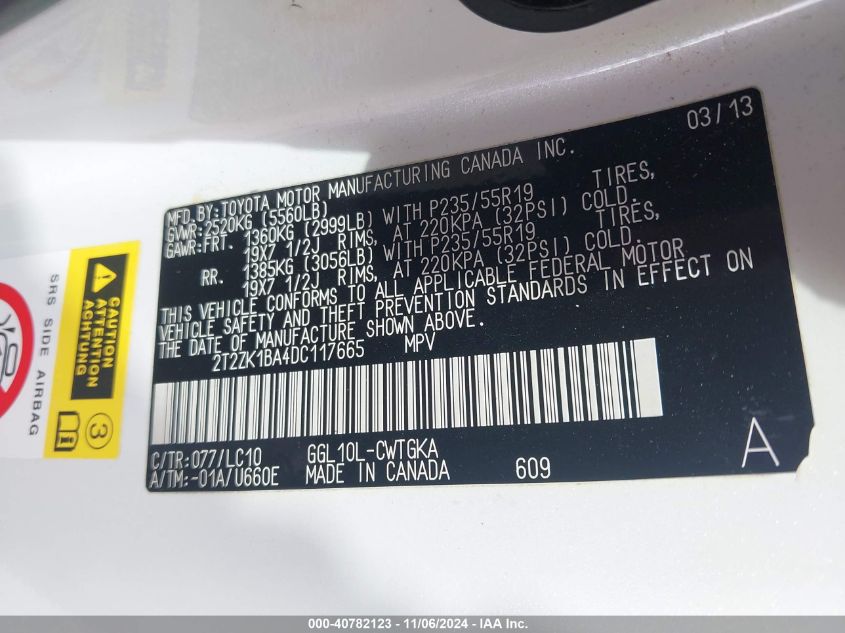 03/13
MFD.BY:TOYOTA MOTOR MANUFACTURING CANADA INC.
GVWR:2520KG (5560LB)
GAWR:FRT. 1360KG (2999LB) WITH P235/55R19 TIRES,
19X7 1/2J RIMS, AT 220KPA (32PSI) COLD.
RR. 1385KG (3056LB) WITH P235/55R19 TIRES,
19X7 1/2J RIMS, AT 220KPA (32PSI) COLD.
THIS VEHICLE CONFORMS TO ALL APPLICABLE FEDERAL MOTOR
VEHICLE SAFETY AND THEFT PREVENTION STANDARDS IN EFFECT ON
THE DATE OF MANUFACTURE SHOWN ABOVE.
2T2ZK1BA4DC117665 MPV
C/TR:077/LC10 GGL10L-CWTGKA
A/TM:-01A/U660E MADE IN CANADA 609 A
SRS SIDE AIRBAG
CAUTION
ATTENTION
ACHTUNG
3
000-40782123 - 11/06/2024 - IAA Inc.